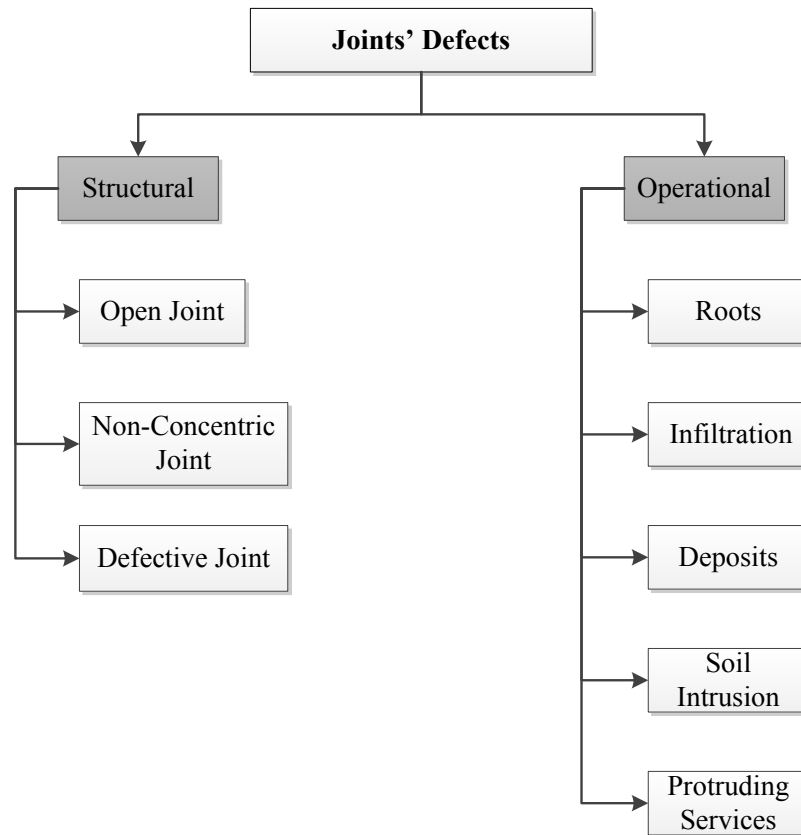 Joints’ Defects
Structural
Operational
Open Joint
Non-Concentric
Joint
Defective Joint
Roots
Infiltration
Deposits
Soil
Intrusion
Protruding
Services